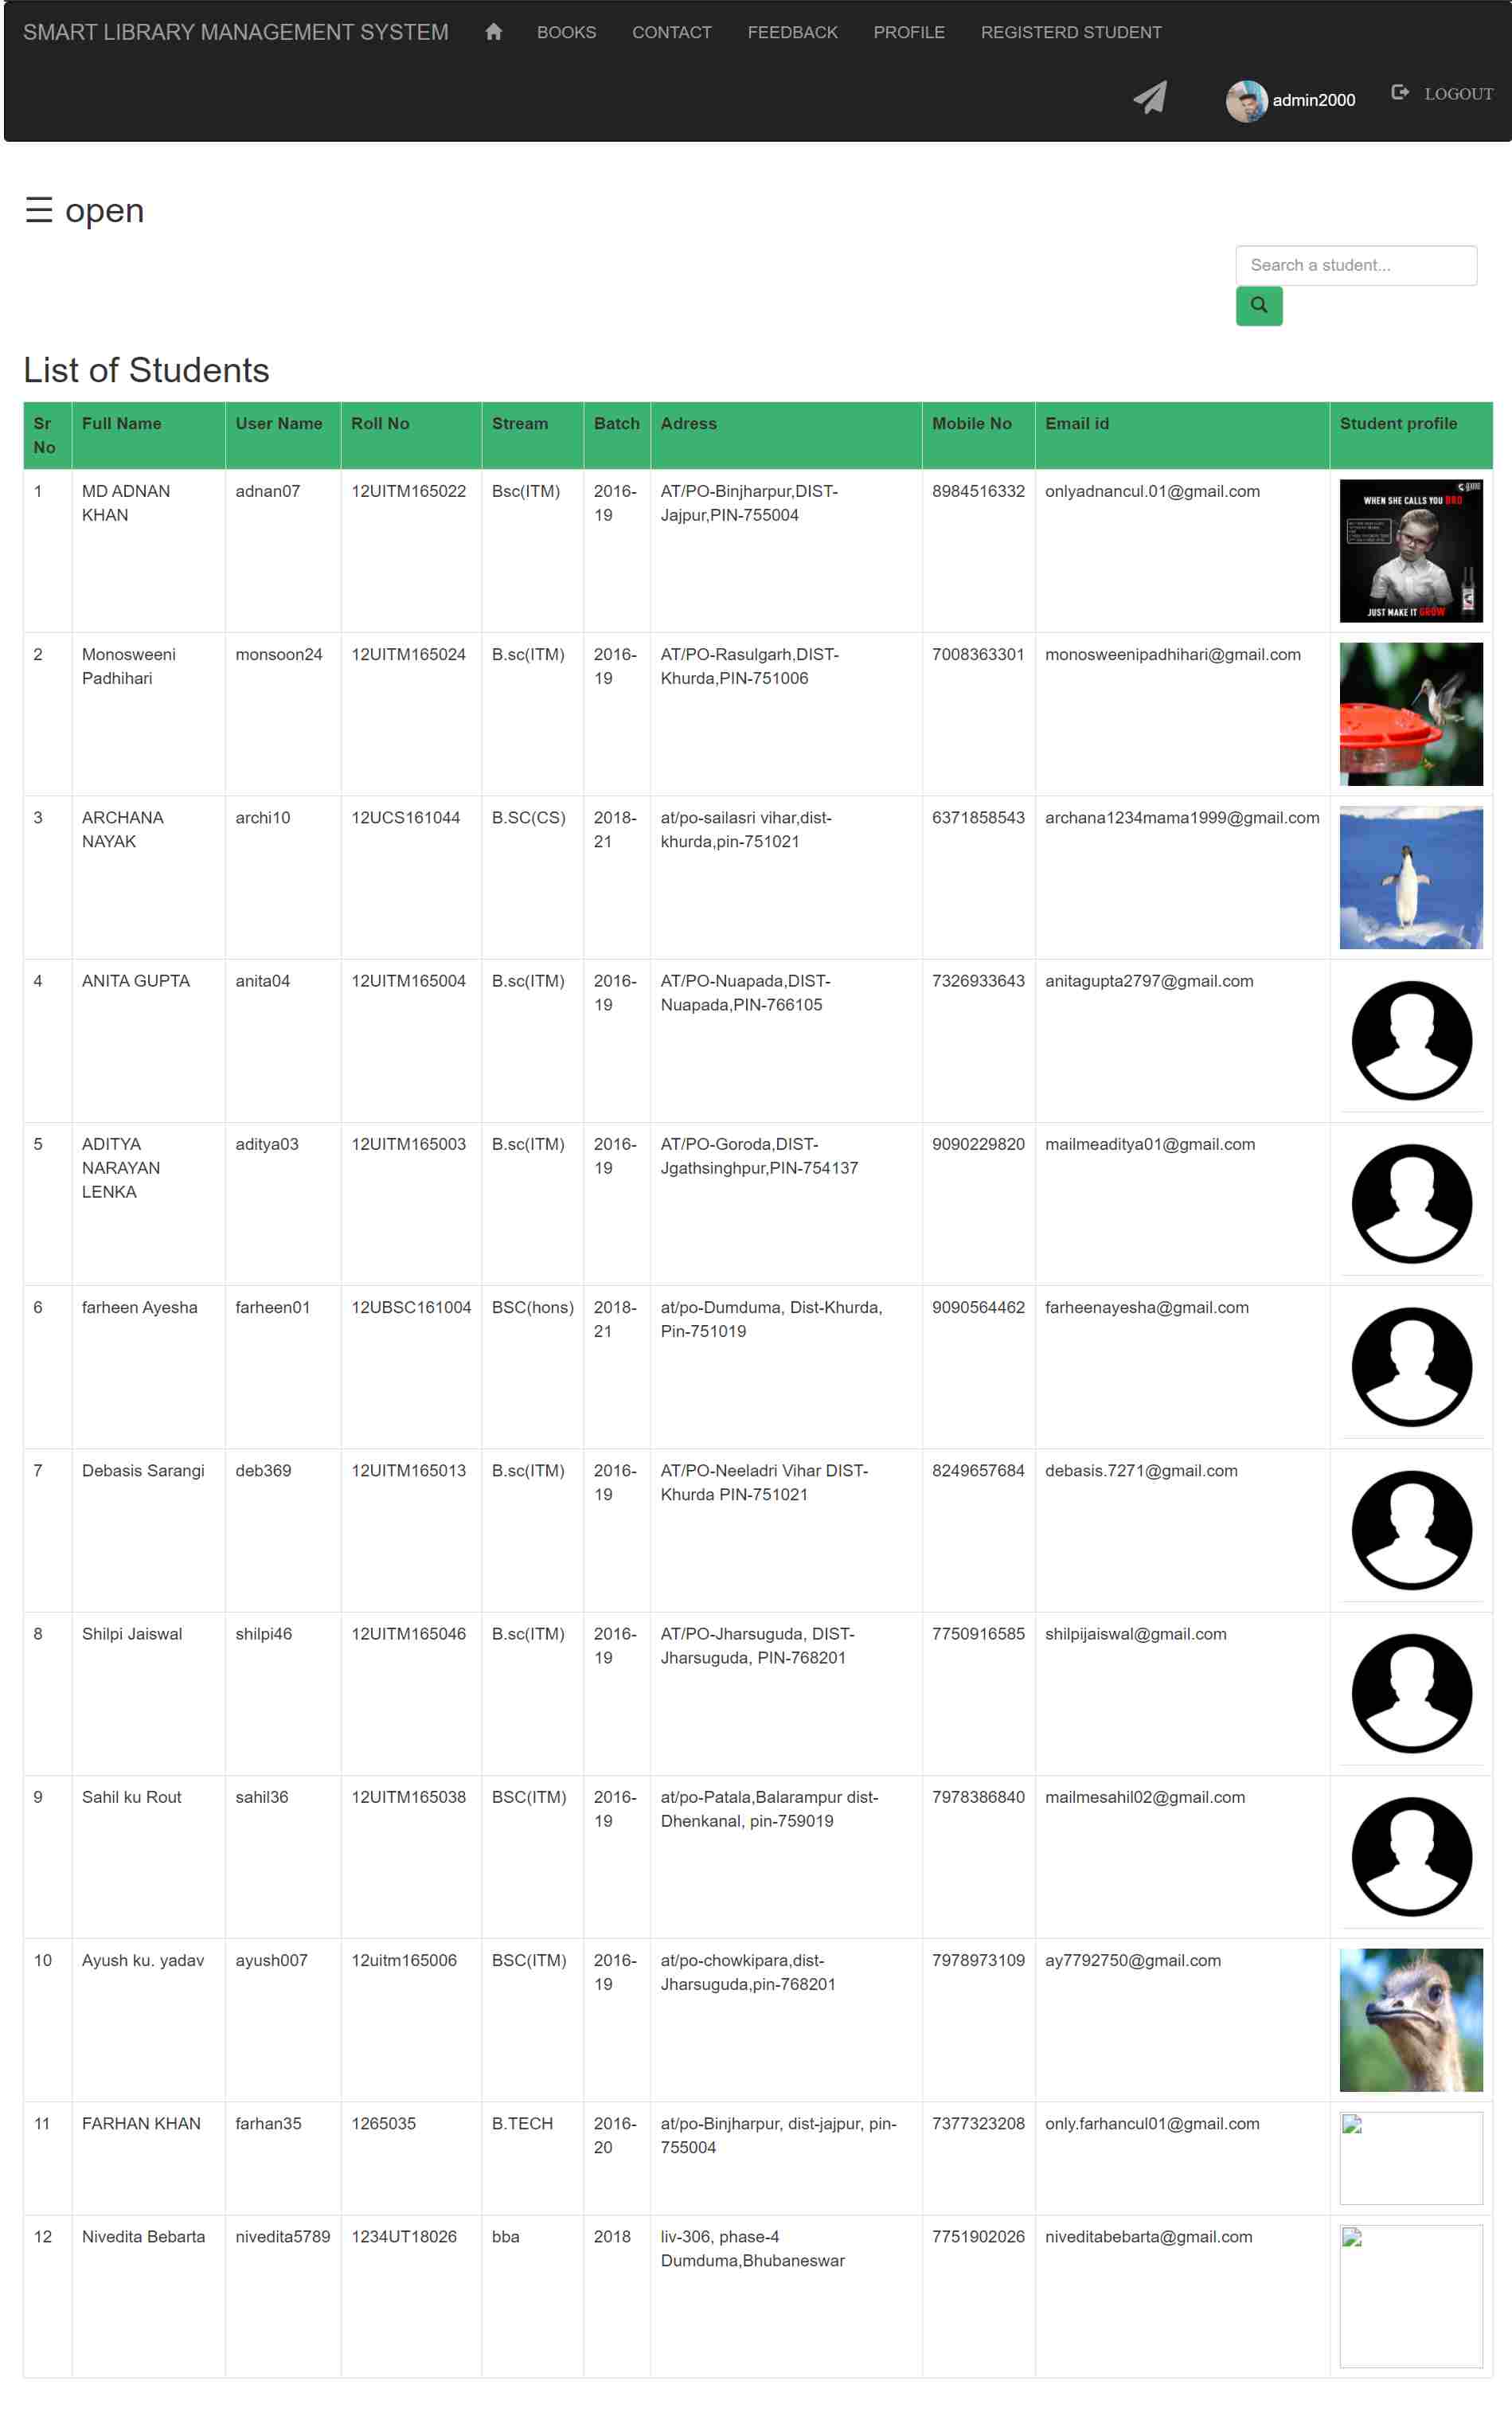 SMART LIBRARY MANAGEMENT SYSTEM BOOKS CONTACT FEEDBACK PROFILE REGISTERD STUDENT
admin2000 LOGOUT
☰ open
Search a student...
List of Students
Sr No Full Name User Name Roll No Stream Batch Adress Mobile No Email id Student profile
1 MD ADNAN KHAN adnan07 12UITM165022 Bsc(ITM) 2016-19 AT/PO-Binjharpur,DIST-Jajpur,PIN-755004 8984516332 onlyadnancul.01@gmail.com
WHEN SHE CALLS YOU BRO
JUST MAKE IT GROW
2 Monosweeni Padhihari monsoon24 12UITM165024 B.sc(ITM) 2016-19 AT/PO-Rasulgarh,DIST-Khurda,PIN-751006 7008363301 monosweenipadhihari@gmail.com
3 ARCHANA NAYAK archi10 12UCS161044 B.SC(CS) 2018-21 at/po-sailasri vihar,dist-khurda,pin-751021 6371858543 archana1234mama1999@gmail.com
4 ANITA GUPTA anita04 12UITM165004 B.sc(ITM) 2016-19 AT/PO-Nuapada,DIST-Nuapada,PIN-766105 7326933643 anitagupta2797@gmail.com
5 ADITYA NARAYAN LENKA aditya03 12UITM165003 B.sc(ITM) 2016-19 AT/PO-Goroda,DIST-Jgathsinghpur,PIN-754137 9090229820 mailmeaditya01@gmail.com
6 farheen Ayesha farheen01 12UBSC161004 BSC(hons) 2018-21 at/po-Dumduma, Dist-Khurda, Pin-751019 9090564462 farheenayesha@gmail.com
7 Debasis Sarangi deb369 12UITM165013 B.sc(ITM) 2016-19 AT/PO-Neeladri Vihar DIST-Khurda PIN-751021 8249657684 debasis.7271@gmail.com
8 Shilpi Jaiswal shilpi46 12UITM165046 B.sc(ITM) 2016-19 AT/PO-Jharsuguda, DIST-Jharsuguda, PIN-768201 7750916585 shilpijaiswal@gmail.com
9 Sahil ku Rout sahil36 12UITM165038 BSC(ITM) 2016-19 at/po-Patala,Balarampur dist-Dhenkanal, pin-759019 7978386840 mailmesahil02@gmail.com
10 Ayush ku. yadav ayush007 12uitm165006 BSC(ITM) 2016-19 at/po-chowkipara,dist-Jharsuguda,pin-768201 7978973109 ay7792750@gmail.com
11 FARHAN KHAN farhan35 1265035 B.TECH 2016-20 at/po-Binjharpur, dist-jajpur, pin-755004 7377323208 only.farhancul01@gmail.com
12 Nivedita Bebarta nivedita5789 1234UT18026 bba 2018 liv-306, phase-4 Dumduma,Bhubaneswar 7751902026 niveditabebarta@gmail.com